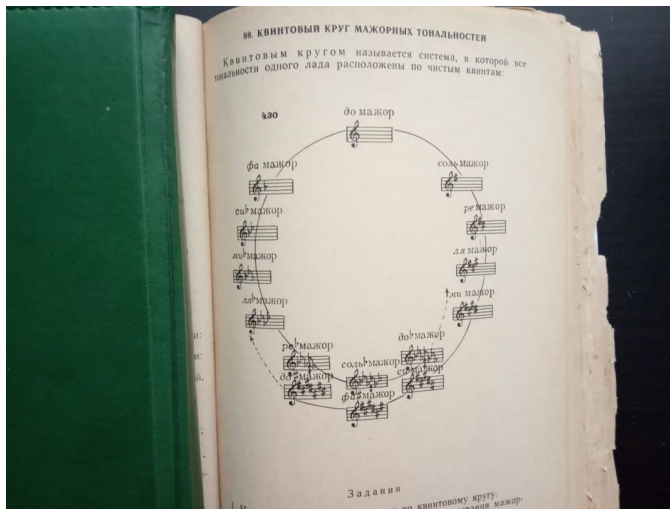 89. КВИНТОВЫЙ КРУГ МАЖОРНЫХ ТОНАЛЬНОСТЕЙ
Квинтовым кругом называется система, в которой все
тональности одного лада расположены по чистым квинтам:
430
до мажор
фа мажор
соль мажор
си♭ мажор
ре мажор
ми♭ мажор
ля мажор
ля♭ мажор
ми мажор
ре♭ мажор
соль♭ мажор
до♭ мажор
до♯ мажор
фа♯ мажор
си мажор
Задания
по квинтовому кругу.
мажор-